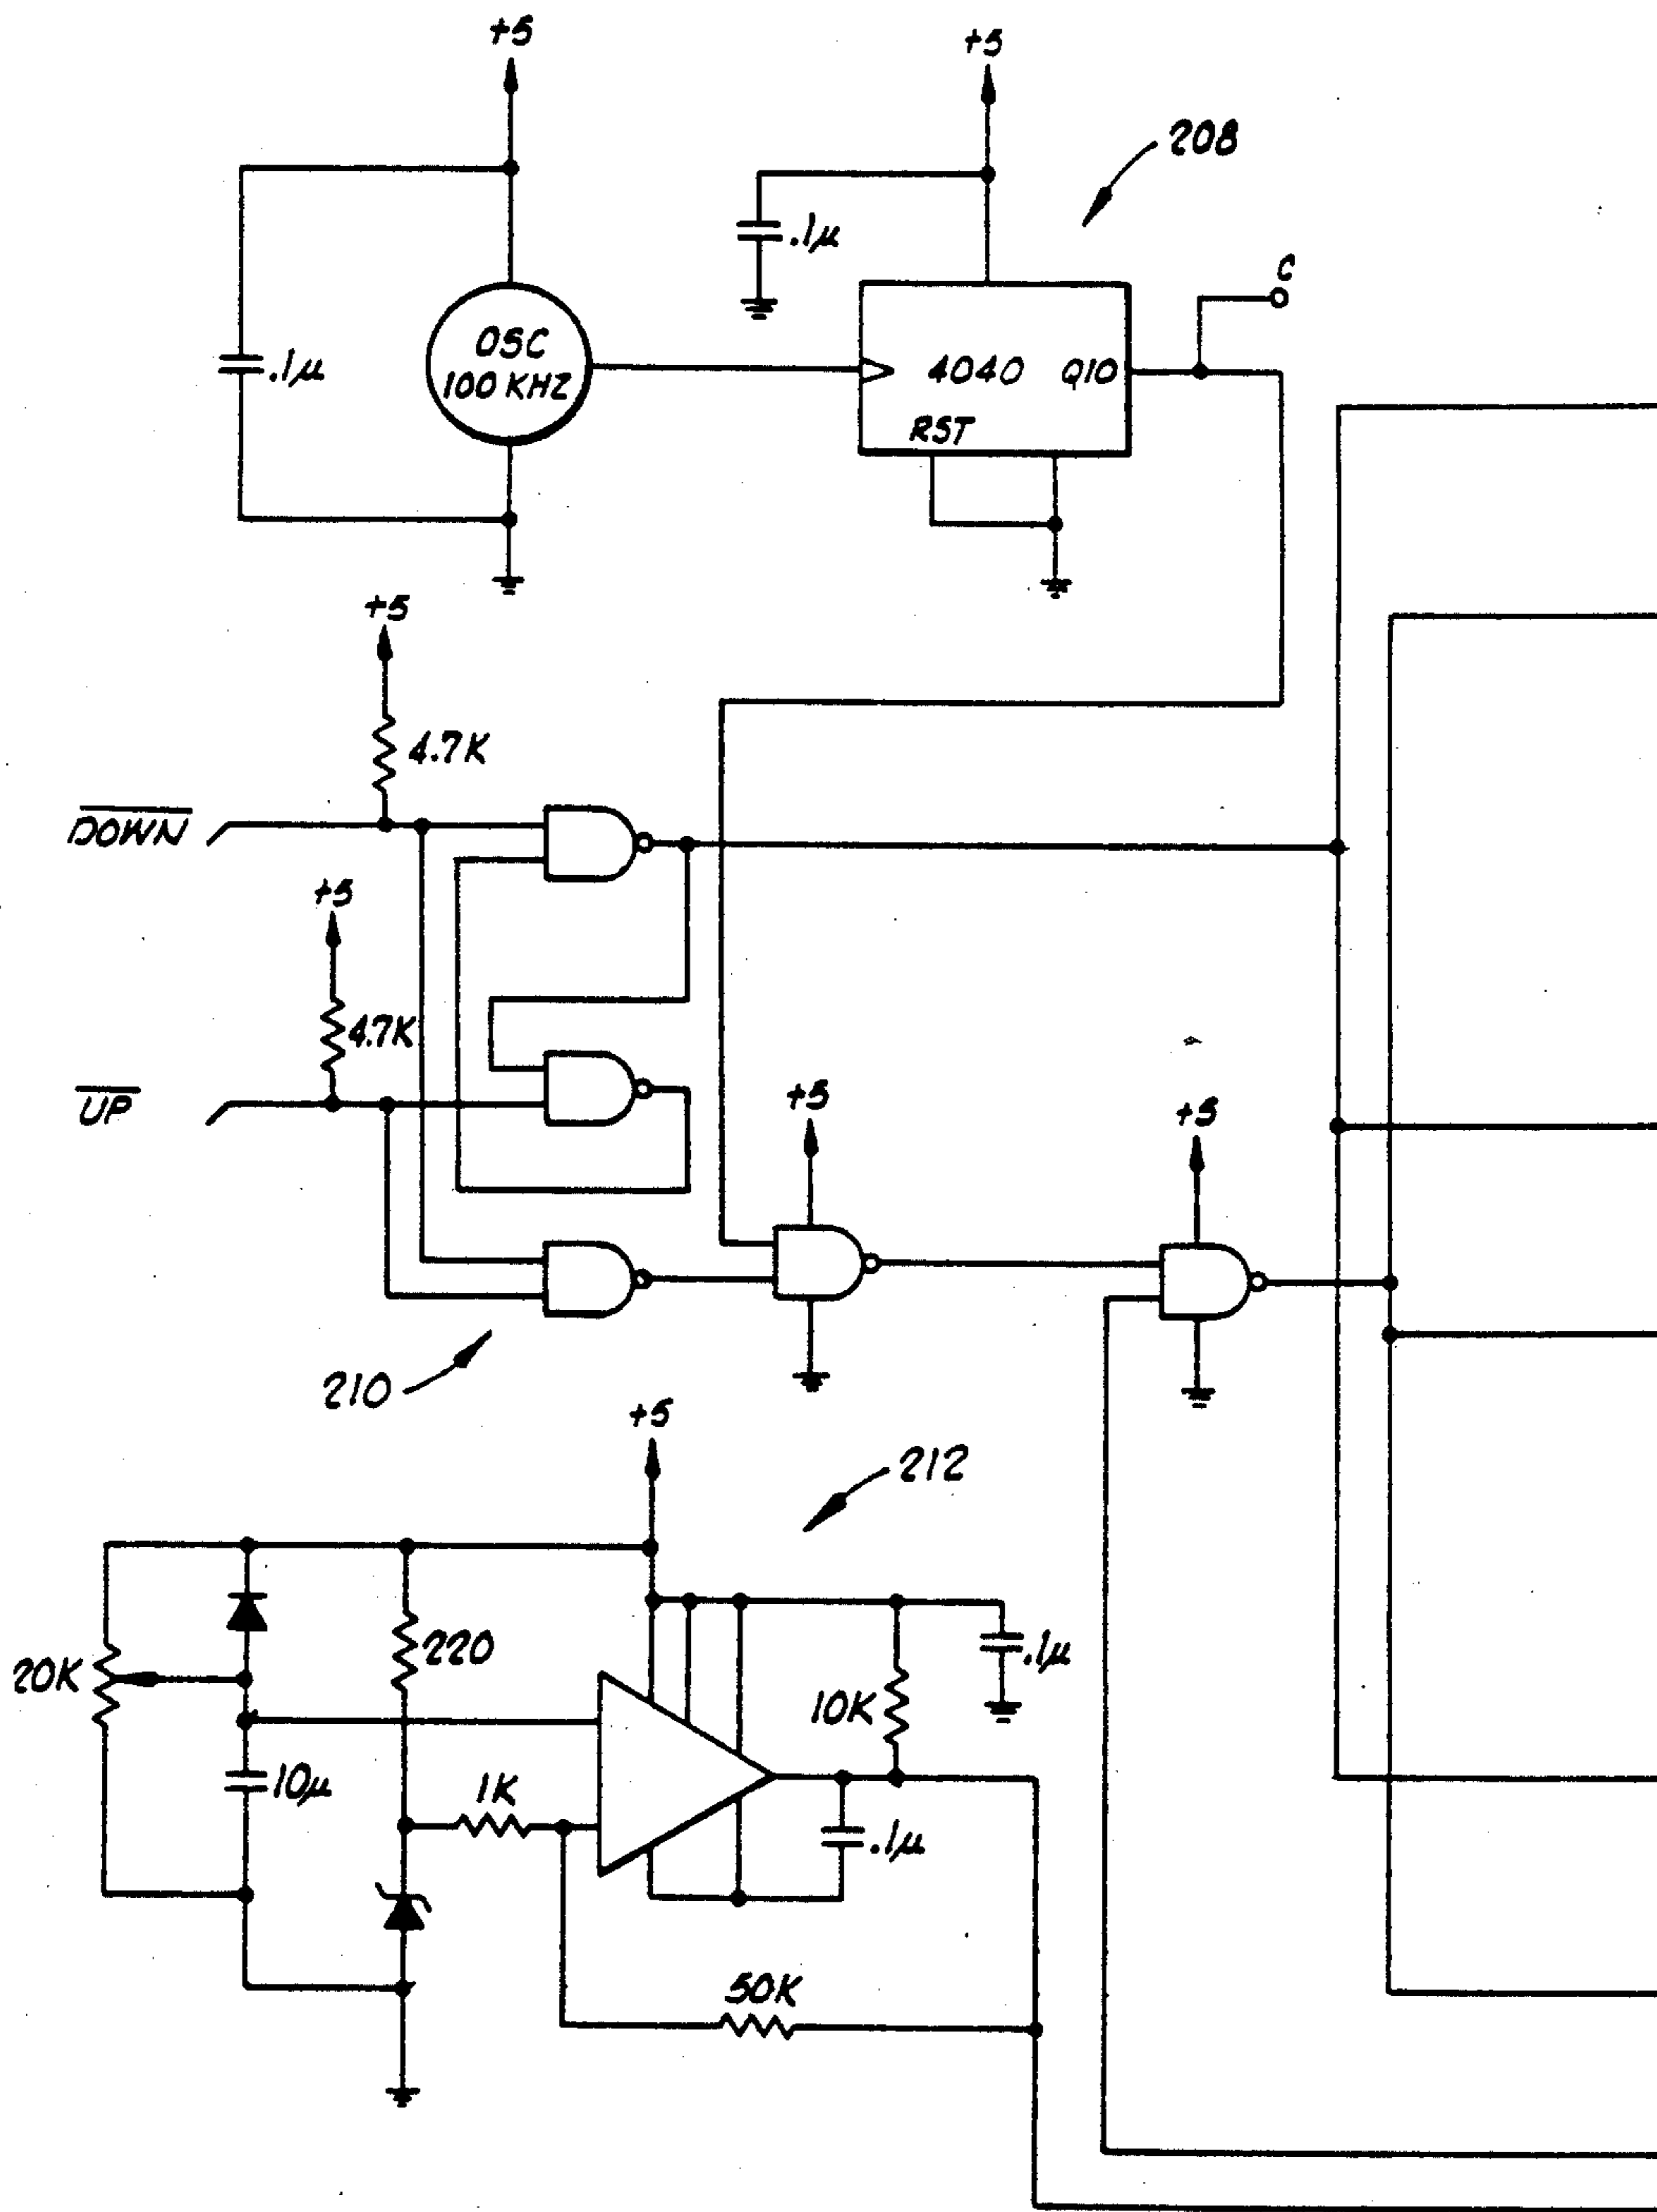 +5
+5
208
.1μ
C
OSC
100 KHZ
.1μ
4040 Q10
RST
+5
4.7K
DOWN
+5
4.7K
UP
+5
+5
210
+5
212
20K
220
10K
.1μ
10μ
1K
.1μ
50K